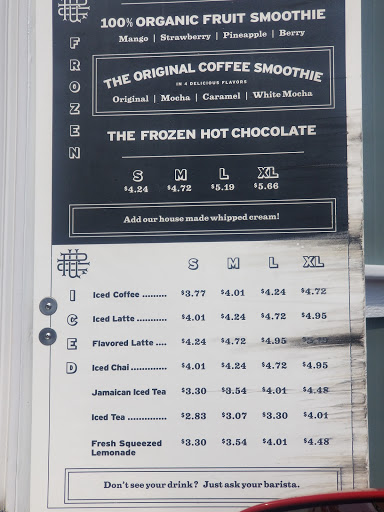 FROZEN
100% ORGANIC FRUIT SMOOTHIE
Mango | Strawberry | Pineapple | Berry
THE ORIGINAL COFFEE SMOOTHIE
IN 4 DELICIOUS FLAVORS
Original | Mocha | Caramel | White Mocha
THE FROZEN HOT CHOCOLATE
S M L XL
$4.24 $4.72 $5.19 $5.66
Add our house made whipped cream!
ICED
S M L XL
Iced Coffee .......... $3.77 $4.01 $4.24 $4.72
Iced Latte ............ $4.01 $4.24 $4.72 $4.95
Flavored Latte .... $4.24 $4.72 $4.95
Iced Chai .............. $4.01 $4.24 $4.72 $4.95
Jamaican Iced Tea $3.30 $3.54 $4.01 $4.48
Iced Tea ............... $2.83 $3.07 $3.30 $4.01
Fresh Squeezed
Lemonade $3.30 $3.54 $4.01 $4.48
Don't see your drink? Just ask your barista.